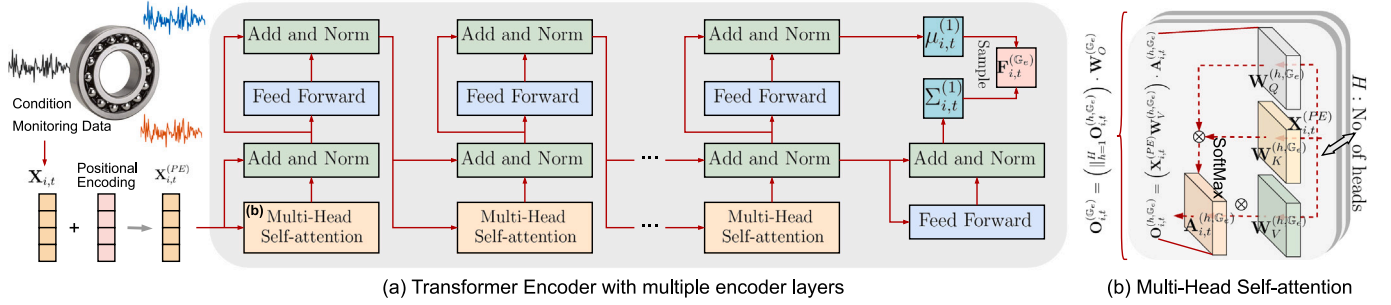 Condition
Monitoring Data
X_{i,t}
Positional
Encoding
X_{i,t}^{(PE)}
+
Add and Norm
Feed Forward
Add and Norm
(b)
Multi-Head
Self-attention
Add and Norm
Feed Forward
Add and Norm
Multi-Head
Self-attention
...
...
Add and Norm
Feed Forward
Add and Norm
Multi-Head
Self-attention
μ_{i,t}^{(1)}
Σ_{i,t}^{(1)}
Sample
F_{i,t}^{(𝔾_e)}
Add and Norm
Feed Forward
(a) Transformer Encoder with multiple encoder layers
O_{i,t}^{(𝔾_e)} = (||_{h=1}^{H} O_{i,t}^{(h,𝔾_e)}) · W_O^{(𝔾_e)}
O_{i,t}^{(h,𝔾_e)} = (X_{i,t}^{(PE)} W_V^{(h,𝔾_e)}) · A_{i,t}^{(h,𝔾_e)}
W_Q^{(h,𝔾_e)}
X_{i,t}^{(PE)}
W_K^{(h,𝔾_e)}
⊗
SoftMax
⊗
A_{i,t}^{(h,𝔾_e)}
W_V^{(h,𝔾_e)}
H : No. of heads
(b) Multi-Head Self-attention